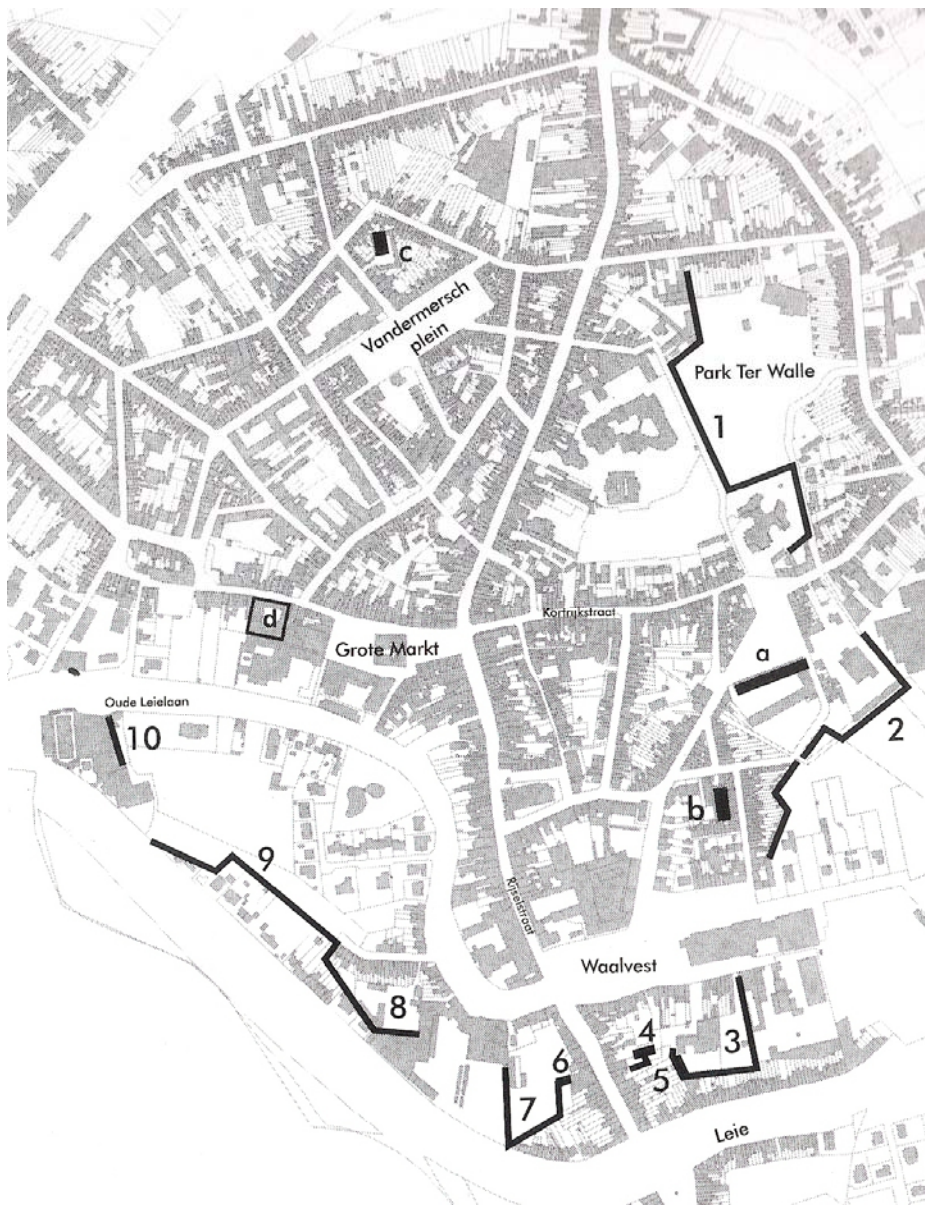 c
Vandermersch
plein
Park Ter Walle
1
d
Grote Markt
Kortrijkstraat
a
Oude Leielaan
10
2
b
9
Rijselstraat
Waalvest
8
4
3
6
5
7
Leie